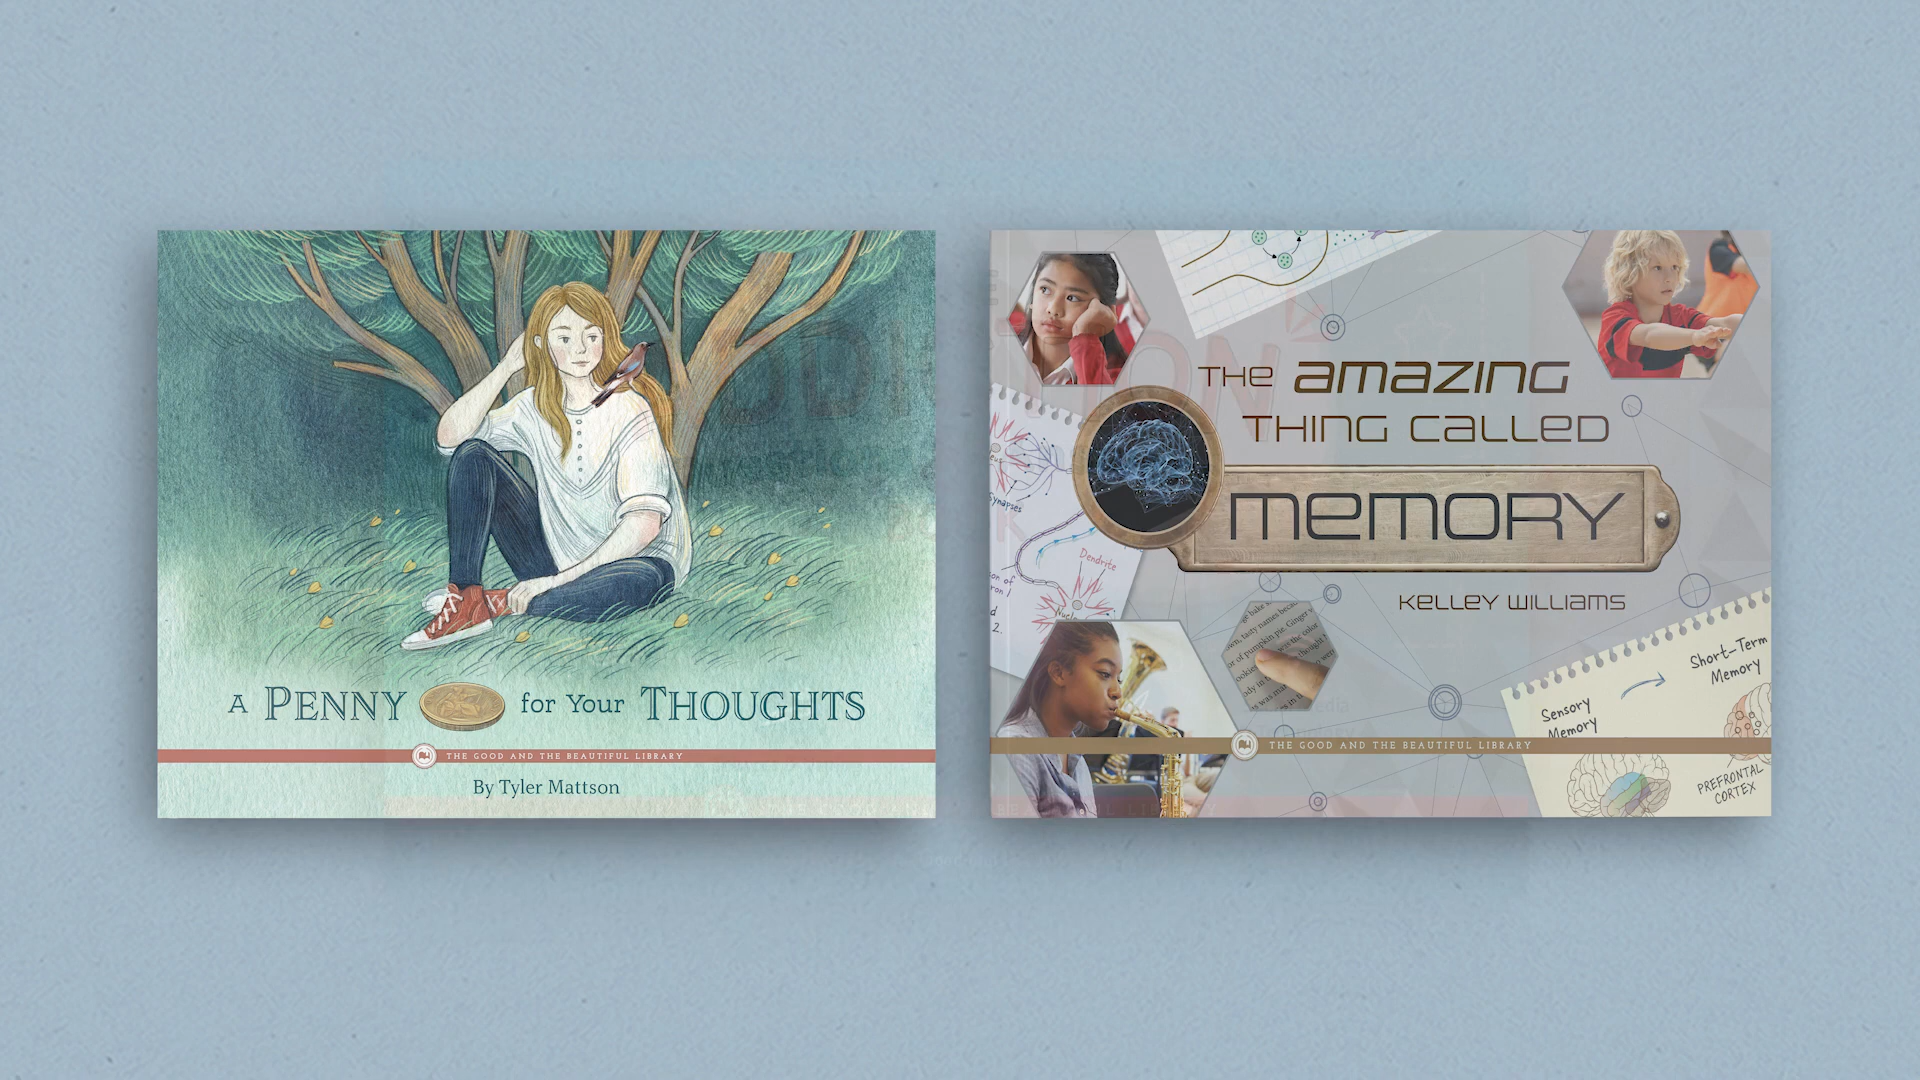 A PENNY for Your THOUGHTS
THE GOOD AND THE BEAUTIFUL LIBRARY
By Tyler Mattson
THE AMAZING
THING CALLED
MEMORY
KELLEY WILLIAMS
Synapses
Dendrite
2.
Short-Term
Memory
Sensory
Memory
THE GOOD AND THE BEAUTIFUL LIBRARY
PREFRONTAL
CORTEX